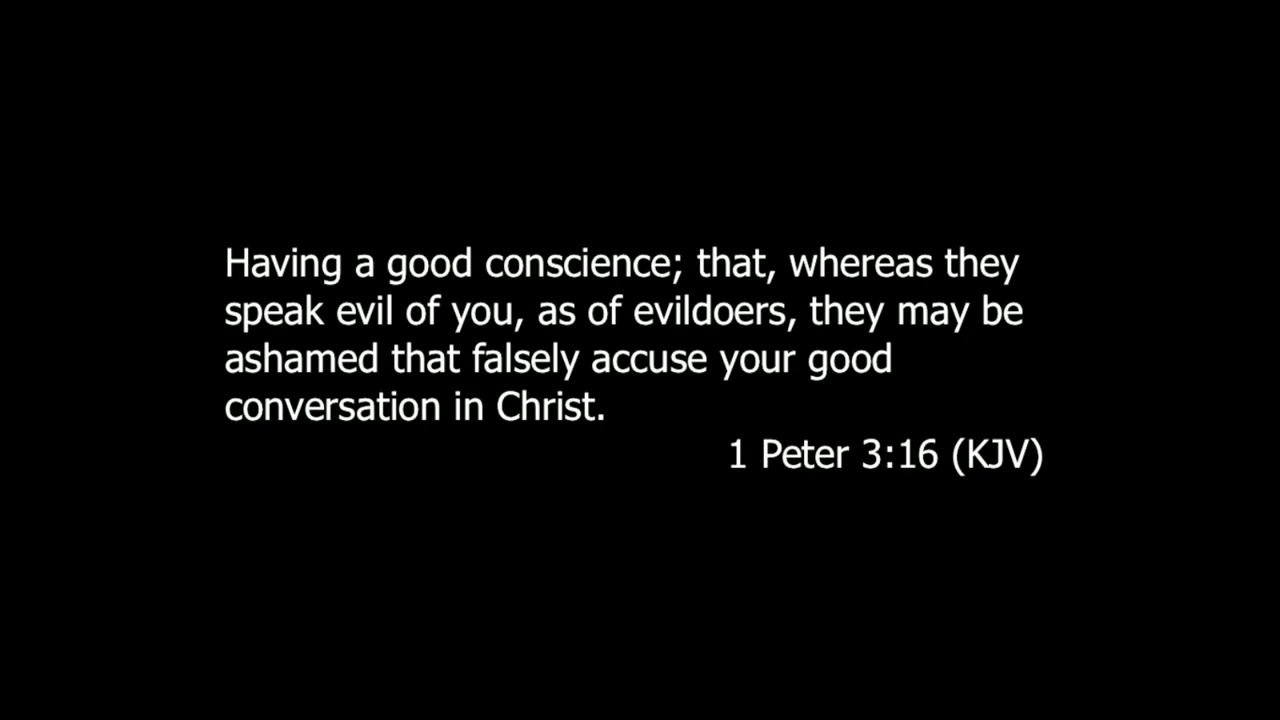 Having a good conscience; that, whereas they
speak evil of you, as of evildoers, they may be
ashamed that falsely accuse your good
conversation in Christ.
1 Peter 3:16 (KJV)